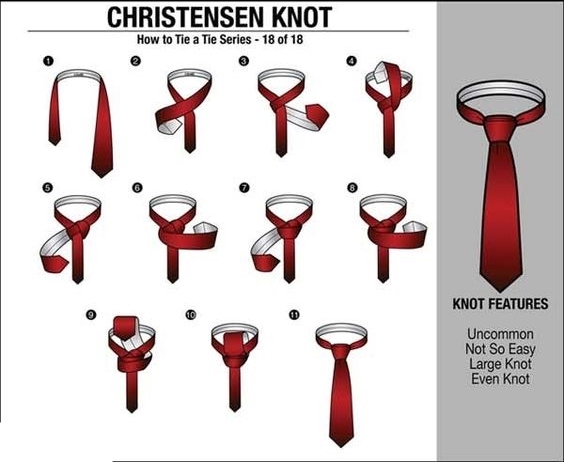 CHRISTENSEN KNOT
How to Tie a Tie Series - 18 of 18
1
2
3
4
5
6
7
8
9
10
11
KNOT FEATURES
Uncommon
Not So Easy
Large Knot
Even Knot